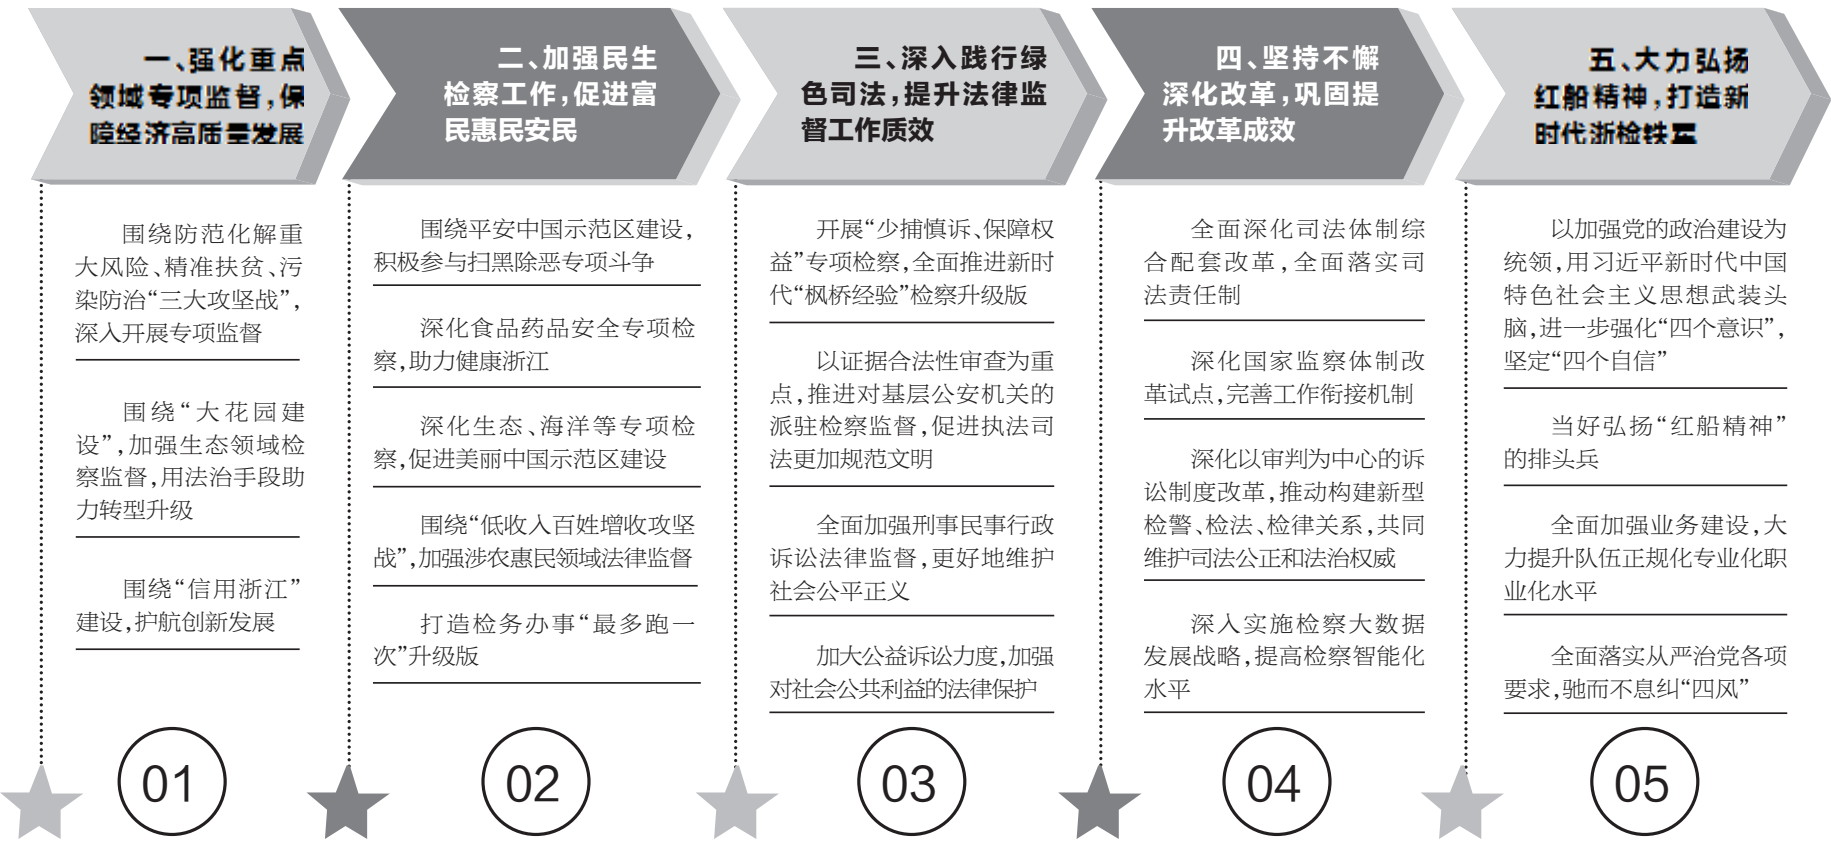 一、强化重点
领域专项监督,保
障经济高质量发展
围绕防范化解重
大风险、精准扶贫、污
染防治“三大攻坚战”,
深入开展专项监督
围绕“大花园建
设”,加强生态领域检
察监督,用法治手段助
力转型升级
围绕“信用浙江”
建设,护航创新发展
01
二、加强民生
检察工作,促进富
民惠民安民
围绕平安中国示范区建设,
积极参与扫黑除恶专项斗争
深化食品药品安全专项检
察,助力健康浙江
深化生态、海洋等专项检
察,促进美丽中国示范区建设
围绕“低收入百姓增收攻坚
战”,加强涉农惠民领域法律监督
打造检务办事“最多跑一
次”升级版
02
三、深入践行绿
色司法,提升法律监
督工作质效
开展“少捕慎诉、保障权
益”专项检察,全面推进新时
代“枫桥经验”检察升级版
以证据合法性审查为重
点,推进对基层公安机关的
派驻检察监督,促进执法司
法更加规范文明
全面加强刑事民事行政
诉讼法律监督,更好地维护
社会公平正义
加大公益诉讼力度,加强
对社会公共利益的法律保护
03
四、坚持不懈
深化改革,巩固提
升改革成效
全面深化司法体制综
合配套改革,全面落实司
法责任制
深化国家监察体制改
革试点,完善工作衔接机制
深化以审判为中心的诉
讼制度改革,推动构建新型
检警、检法、检律关系,共同
维护司法公正和法治权威
深入实施检察大数据
发展战略,提高检察智能化
水平
04
五、大力弘扬
红船精神,打造新
时代浙检铁军
以加强党的政治建设为
统领,用习近平新时代中国
特色社会主义思想武装头
脑,进一步强化“四个意识”,
坚定“四个自信”
当好弘扬“红船精神”
的排头兵
全面加强业务建设,大
力提升队伍正规化专业化职
业化水平
全面落实从严治党各项
要求,驰而不息纠“四风”
05